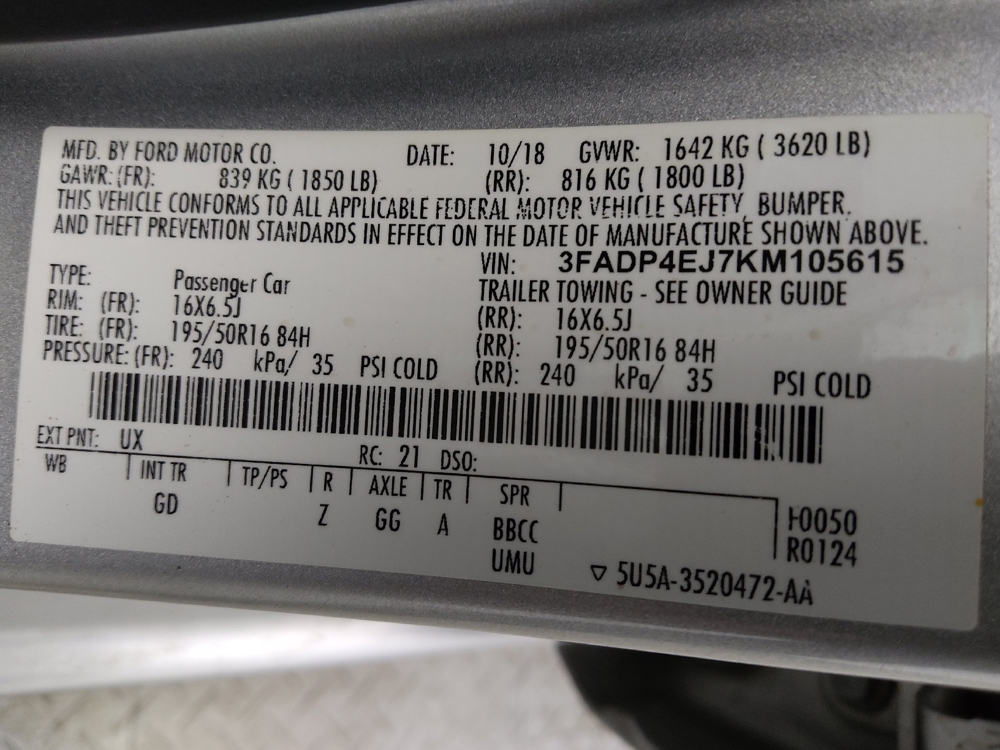 MFD. BY FORD MOTOR CO. DATE: 10/18 GVWR: 1642 KG ( 3620 LB)
GAWR: (FR): 839 KG ( 1850 LB) (RR): 816 KG ( 1800 LB)
THIS VEHICLE CONFORMS TO ALL APPLICABLE FEDERAL MOTOR VEHICLE SAFETY, BUMPER,
AND THEFT PREVENTION STANDARDS IN EFFECT ON THE DATE OF MANUFACTURE SHOWN ABOVE.
VIN: 3FADP4EJ7KM105615
TYPE: Passenger Car TRAILER TOWING - SEE OWNER GUIDE
RIM: (FR): 16X6.5J (RR): 16X6.5J
TIRE: (FR): 195/50R16 84H (RR): 195/50R16 84H
PRESSURE: (FR): 240 kPa/ 35 PSI COLD (RR): 240 kPa/ 35 PSI COLD
EXT PNT: UX RC: 21 DSO:
WB INT TR TP/PS R AXLE TR SPR
GD Z GG A BBCC
UMU
F0050
R0124
▽ 5U5A-3520472-AA